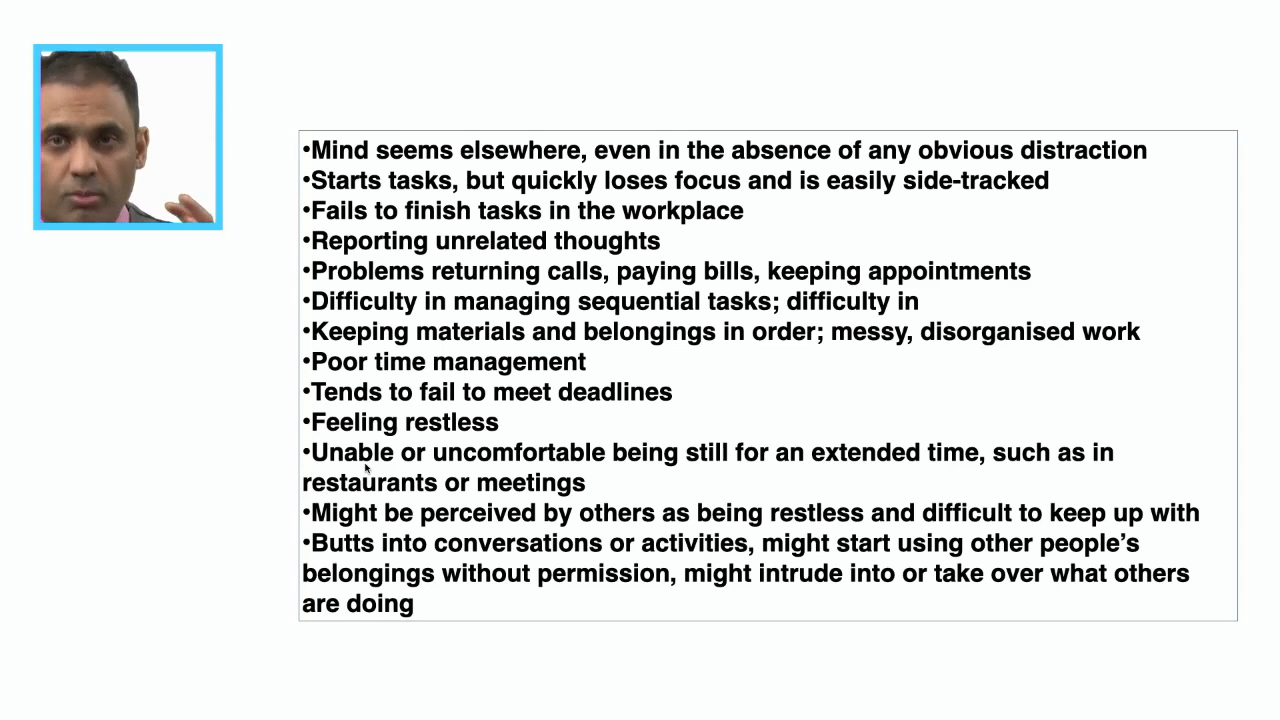 •Mind seems elsewhere, even in the absence of any obvious distraction
•Starts tasks, but quickly loses focus and is easily side-tracked
•Fails to finish tasks in the workplace
•Reporting unrelated thoughts
•Problems returning calls, paying bills, keeping appointments
•Difficulty in managing sequential tasks; difficulty in
•Keeping materials and belongings in order; messy, disorganised work
•Poor time management
•Tends to fail to meet deadlines
•Feeling restless
•Unable or uncomfortable being still for an extended time, such as in
restaurants or meetings
•Might be perceived by others as being restless and difficult to keep up with
•Butts into conversations or activities, might start using other people’s
belongings without permission, might intrude into or take over what others
are doing